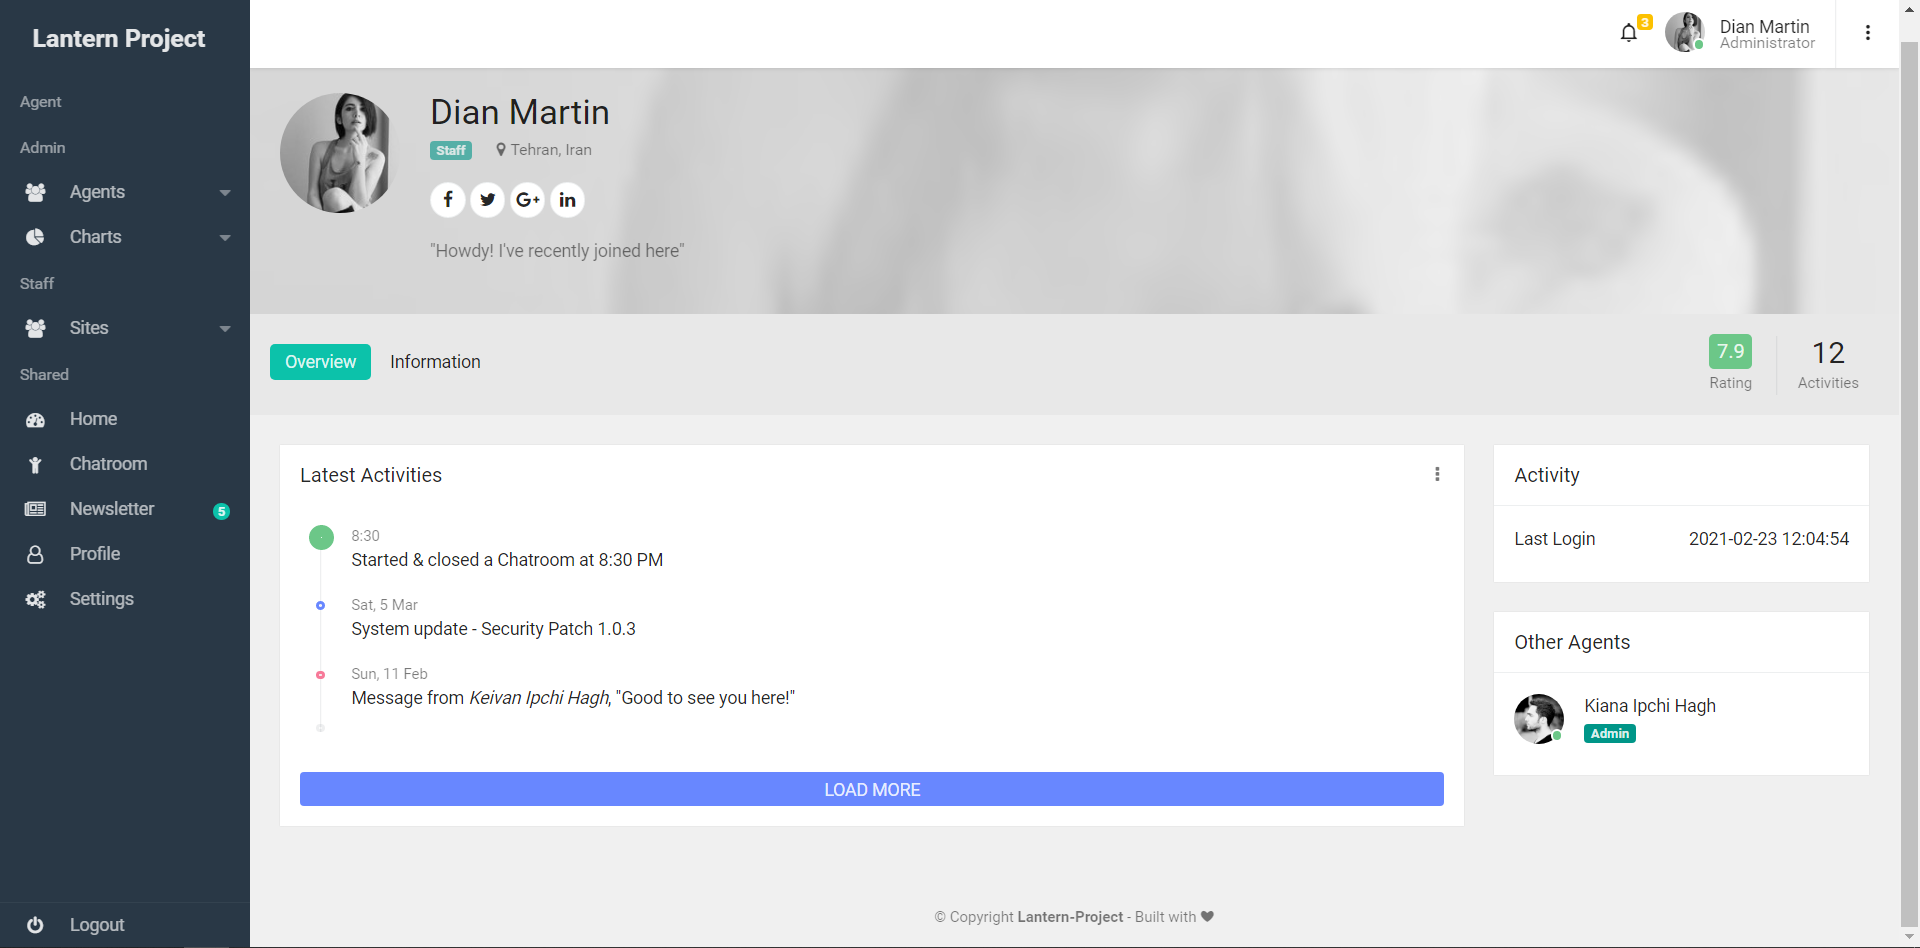 Lantern Project
Agent
Admin
Agents
Charts
Staff
Sites
Shared
Home
Chatroom
Newsletter 5
Profile
Settings
Logout
3
Dian Martin
Administrator
Dian Martin
Staff Tehran, Iran
"Howdy! I've recently joined here"
Overview Information
7.9
Rating
12
Activities
Latest Activities
8:30
Started & closed a Chatroom at 8:30 PM
Sat, 5 Mar
System update - Security Patch 1.0.3
Sun, 11 Feb
Message from Keivan Ipchi Hagh, "Good to see you here!"
LOAD MORE
Activity
Last Login 2021-02-23 12:04:54
Other Agents
Kiana Ipchi Hagh
Admin
© Copyright Lantern-Project - Built with ♥